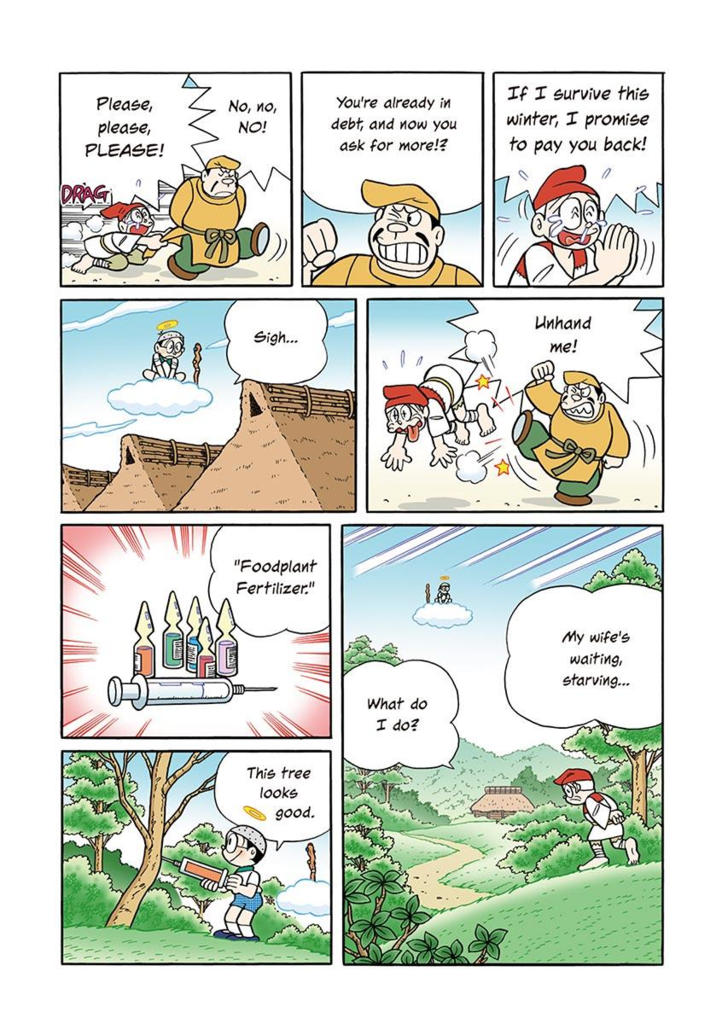 Please,
please,
PLEASE!
No, no,
NO!
DRAG
You're already in
debt, and now you
ask for more!?
If I survive this
winter, I promise
to pay you back!
Sigh...
Unhand
me!
"Foodplant
Fertilizer."
My wife's
waiting,
starving...
What do
I do?
This tree
looks
good.